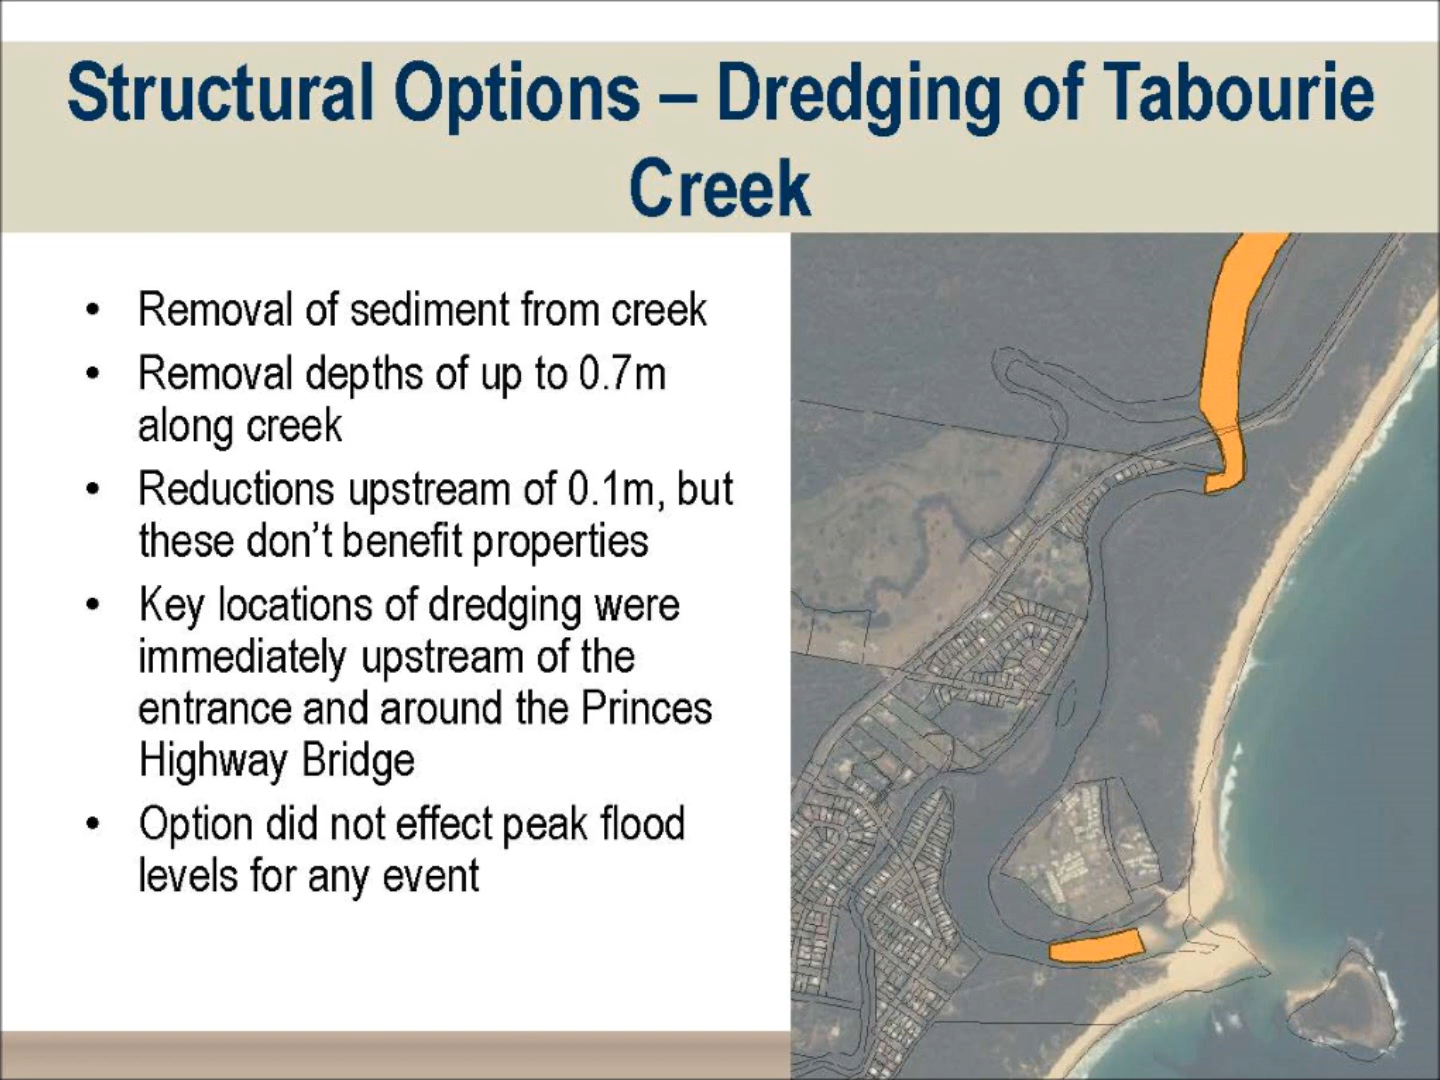 Structural Options – Dredging of Tabourie
Creek
• Removal of sediment from creek
• Removal depths of up to 0.7m
along creek
• Reductions upstream of 0.1m, but
these don't benefit properties
• Key locations of dredging were
immediately upstream of the
entrance and around the Princes
Highway Bridge
• Option did not effect peak flood
levels for any event